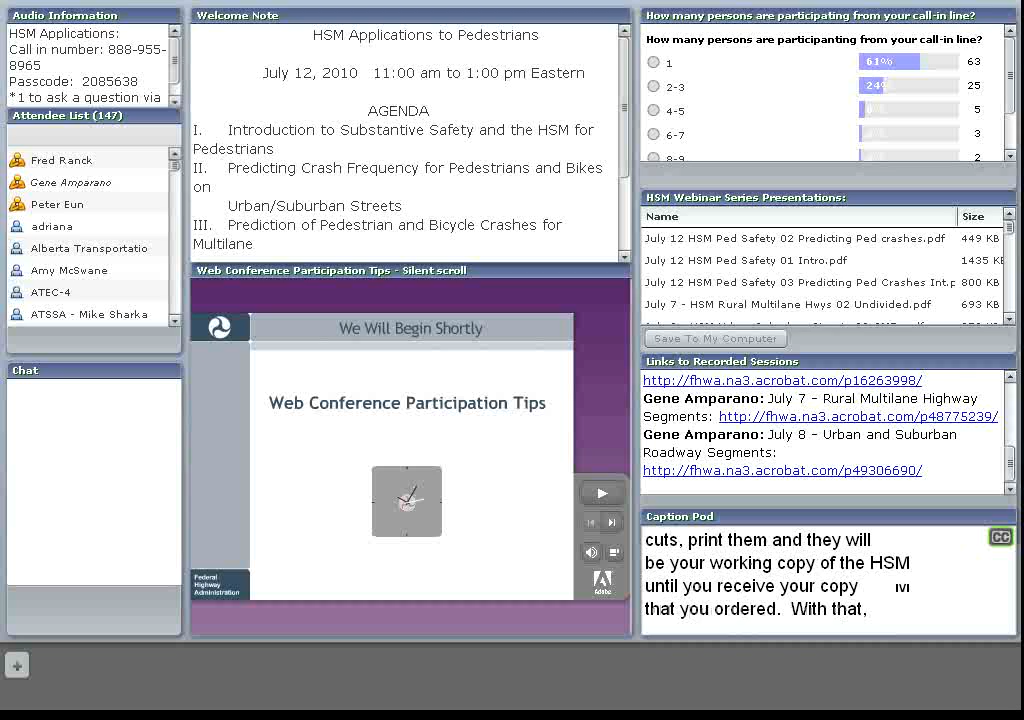 Audio Information
HSM Applications:
Call in number: 888-955-
8965
Passcode: 2085638
*1 to ask a question via
Attendee List (147)
Fred Ranck
Gene Amparano
Peter Eun
adriana
Alberta Transportatio
Amy McSwane
ATEC-4
ATSSA - Mike Sharka
Chat
Welcome Note
HSM Applications to Pedestrians
July 12, 2010 11:00 am to 1:00 pm Eastern
AGENDA
I. Introduction to Substantive Safety and the HSM for
Pedestrians
II. Predicting Crash Frequency for Pedestrians and Bikes
on
Urban/Suburban Streets
III. Prediction of Pedestrian and Bicycle Crashes for
Multilane
Web Conference Participation Tips - Silent scroll
We Will Begin Shortly
Web Conference Participation Tips
Federal
Highway
Administration
Adobe
How many persons are participating from your call-in line?
How many persons are participanting from your call-in line?
1 61% 63
2-3 24% 25
4-5 5
6-7 3
8-9 2
HSM Webinar Series Presentations:
Name Size
July 12 HSM Ped Safety 02 Predicting Ped crashes.pdf 449 KB
July 12 HSM Ped Safety 01 Intro.pdf 1435 KB
July 12 HSM Ped Safety 03 Predicting Ped Crashes Int.p 800 KB
July 7 - HSM Rural Multilane Hwys 02 Undivided.pdf 693 KB
Save To My Computer
Links to Recorded Sessions
http://fhwa.na3.acrobat.com/p16263998/
Gene Amparano: July 7 - Rural Multilane Highway
Segments: http://fhwa.na3.acrobat.com/p48775239/
Gene Amparano: July 8 - Urban and Suburban
Roadway Segments:
http://fhwa.na3.acrobat.com/p49306690/
Caption Pod
CC
cuts, print them and they will
be your working copy of the HSM
until you receive your copy
that you ordered. With that,